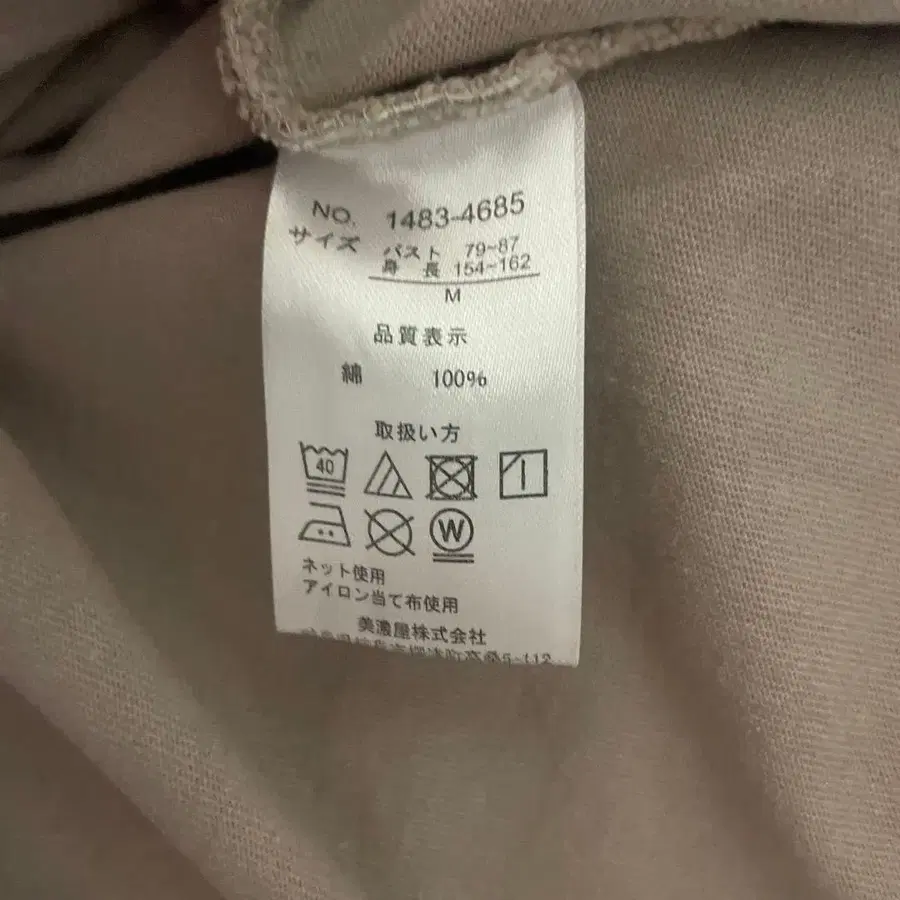 NO. 1483-4685
サイズ バスト 79~87
身 長 154~162
M
品質表示
綿 100%
取扱い方
40
W
ネット使用
アイロン当て布使用
美濃屋株式会社